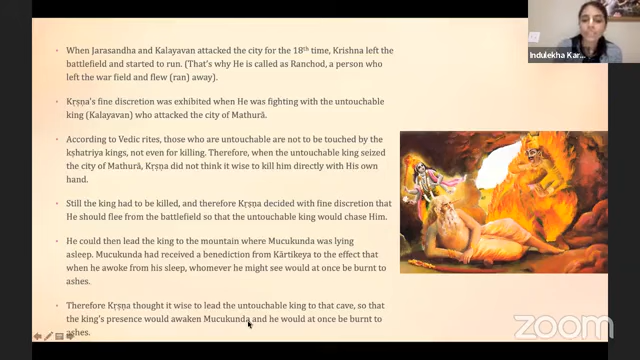 When Jarasandha and Kalayavan attacked the city for the 18th time, Krishna left the
battlefield and started to run. (That's why He is called as Ranchod, a person who
left the war field and flew (ran) away).
Kṛṣṇa's fine discretion was exhibited when He was fighting with the untouchable
king (Kalayavan) who attacked the city of Mathurā.
According to Vedic rites, those who are untouchable are not to be touched by the
kṣhatriya kings, not even for killing. Therefore, when the untouchable king seized
the city of Mathurā, Kṛṣṇa did not think it wise to kill him directly with His own
hand.
Still the king had to be killed, and therefore Kṛṣṇa decided with fine discretion that
He should flee from the battlefield so that the untouchable king would chase Him.
He could then lead the king to the mountain where Mucukunda was lying
asleep. Mucukunda had received a benediction from Kārtikeya to the effect that
when he awoke from his sleep, whomever he might see would at once be burnt to
ashes.
Therefore Kṛṣṇa thought it wise to lead the untouchable king to that cave, so that
the king's presence would awaken Mucukunda and he would at once be burnt to
ashes.
Indulekha Kar...
zoom